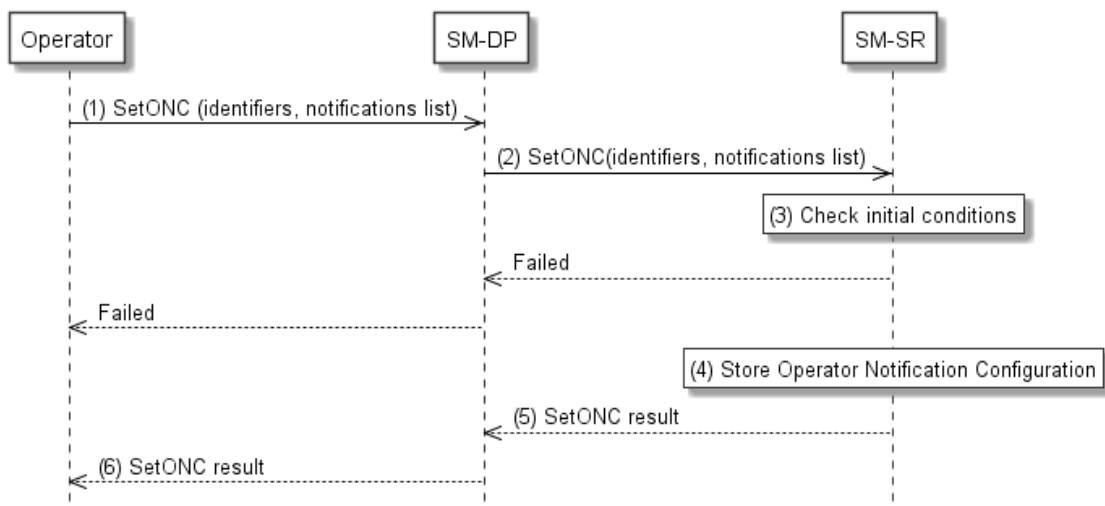 Operator
SM-DP
SM-SR
(1) SetONC (identifiers, notifications list)
(2) SetONC(identifiers, notifications list)
(3) Check initial conditions
Failed
Failed
(4) Store Operator Notification Configuration
(5) SetONC result
(6) SetONC result